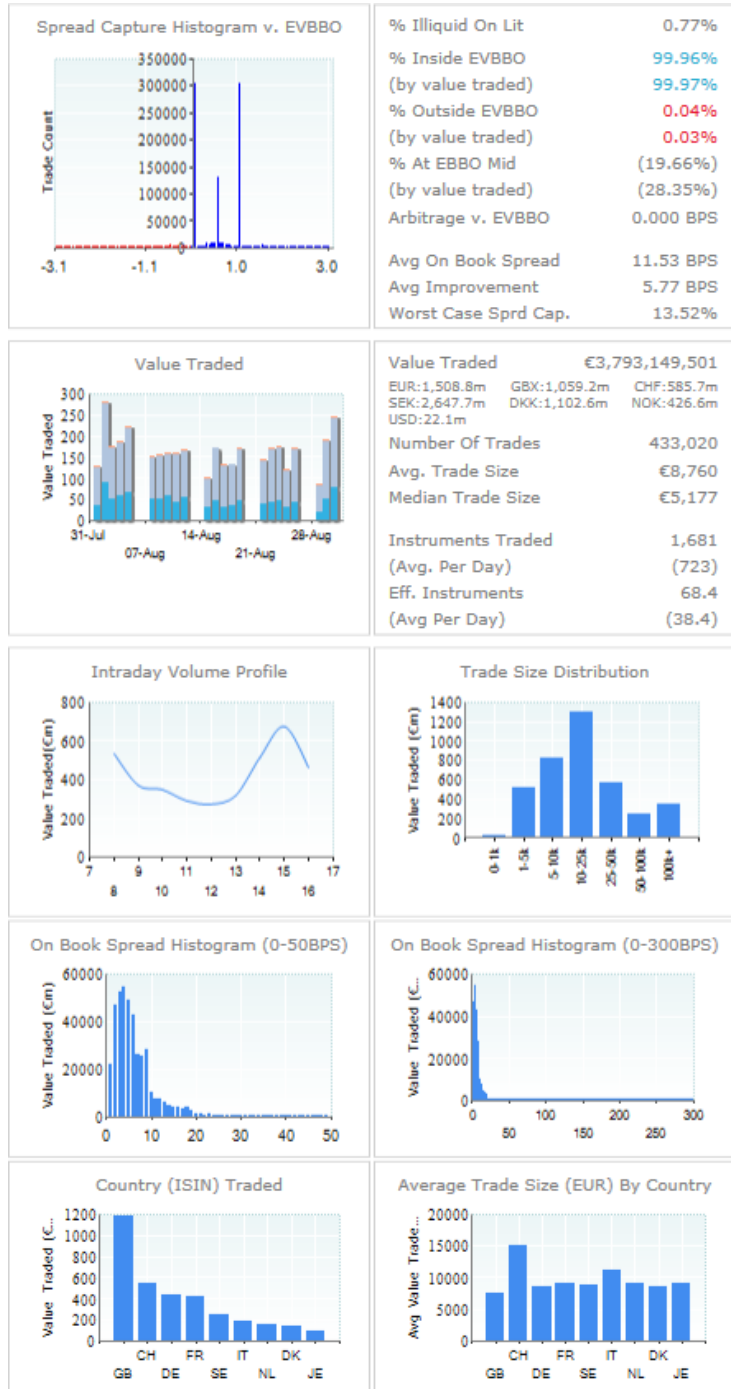 Spread Capture Histogram v. EVBBO
Trade Count
350000
300000
250000
200000
150000
100000
50000
0
-3.1 -1.1 1.0 3.0
% Illiquid On Lit 0.77%
% Inside EVBBO 99.96%
(by value traded) 99.97%
% Outside EVBBO 0.04%
(by value traded) 0.03%
% At EBBO Mid (19.66%)
(by value traded) (28.35%)
Arbitrage v. EVBBO 0.000 BPS
Avg On Book Spread 11.53 BPS
Avg Improvement 5.77 BPS
Worst Case Sprd Cap. 13.52%
Value Traded
Value Traded
300
250
200
150
100
50
0
31-Jul 14-Aug 28-Aug
07-Aug 21-Aug
Value Traded €3,793,149,501
EUR:1,508.8m GBX:1,059.2m CHF:585.7m
SEK:2,647.7m DKK:1,102.6m NOK:426.6m
USD:22.1m
Number Of Trades 433,020
Avg. Trade Size €8,760
Median Trade Size €5,177
Instruments Traded 1,681
(Avg. Per Day) (723)
Eff. Instruments 68.4
(Avg Per Day) (38.4)
Intraday Volume Profile
Value Traded(€m)
800
600
400
200
0
7 9 11 13 15 17
8 10 12 14 16
Trade Size Distribution
Value Traded (€m)
1400
1200
1000
800
600
400
200
0
0-1k 1-5k 5-10k 10-25k 25-50k 50-100k 100k+
On Book Spread Histogram (0-50BPS)
Value Traded (€m)
60000
40000
20000
0
0 10 20 30 40 50
On Book Spread Histogram (0-300BPS)
Value Traded (€...
60000
40000
20000
0
0 100 200 300
50 150 250
Country (ISIN) Traded
Value Traded (€...
1200
1000
800
600
400
200
0
CH FR IT DK
GB DE SE NL JE
Average Trade Size (EUR) By Country
Avg Value Trade...
20000
15000
10000
5000
0
CH FR IT DK
GB DE SE NL JE